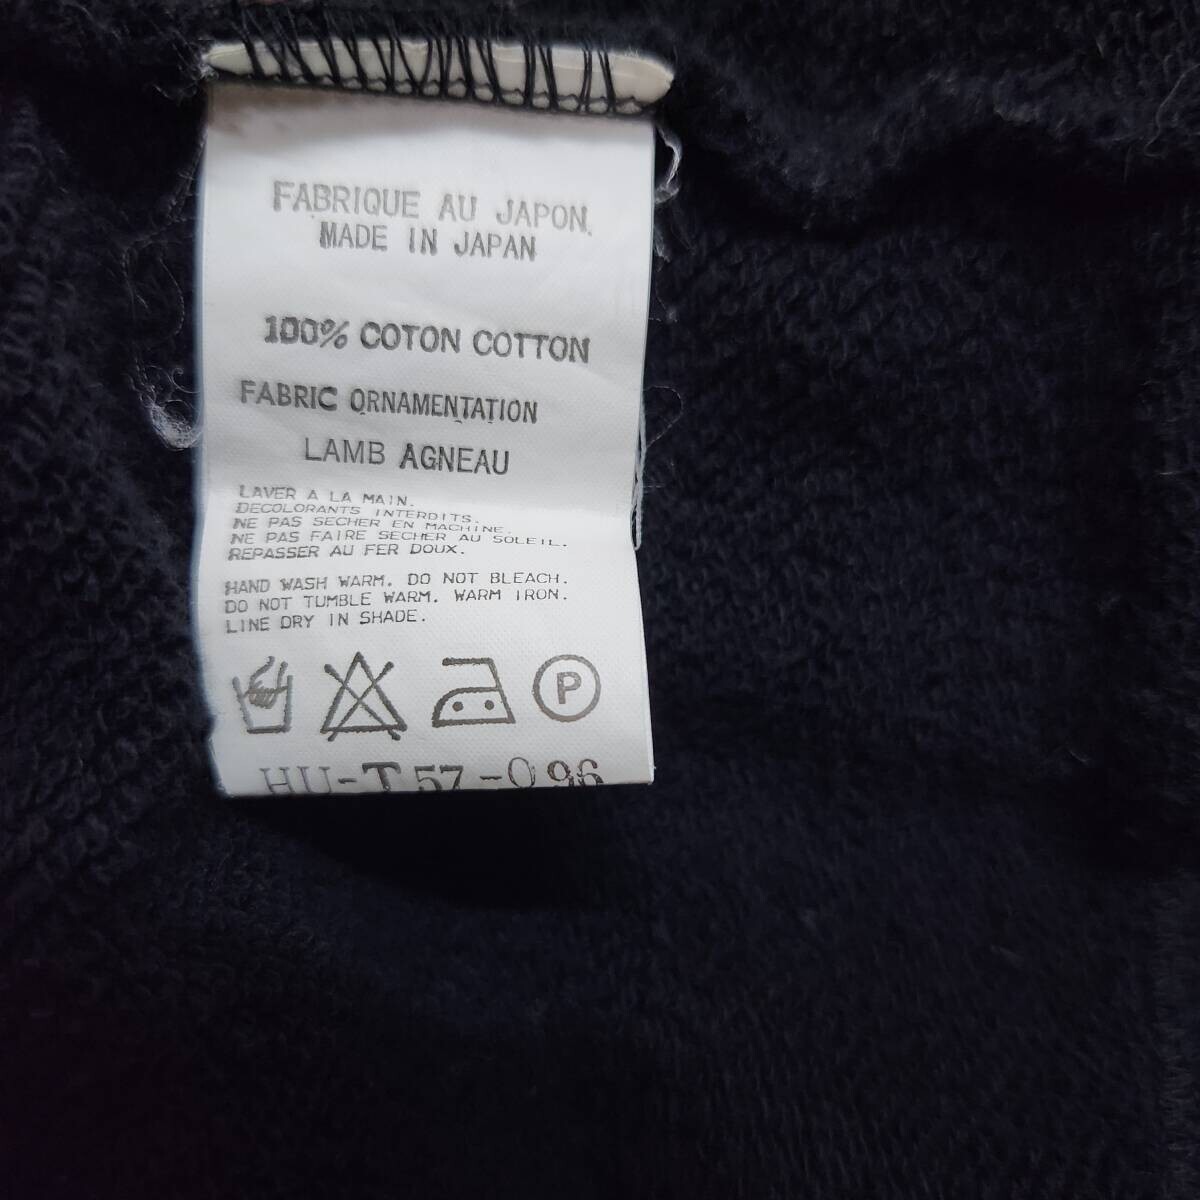 FABRIQUE AU JAPON.
MADE IN JAPAN
100% COTON COTTON
FABRIC ORNAMENTATION
LAMB AGNEAU
LAVER A LA MAIN.
DECOLORANTS INTERDITS.
NE PAS SECHER EN MACHINE.
NE PAS FAIRE SECHER AU SOLEIL.
REPASSER AU FER DOUX.
HAND WASH WARM. DO NOT BLEACH.
DO NOT TUMBLE WARM. WARM IRON.
LINE DRY IN SHADE.
P
HU-T57-096